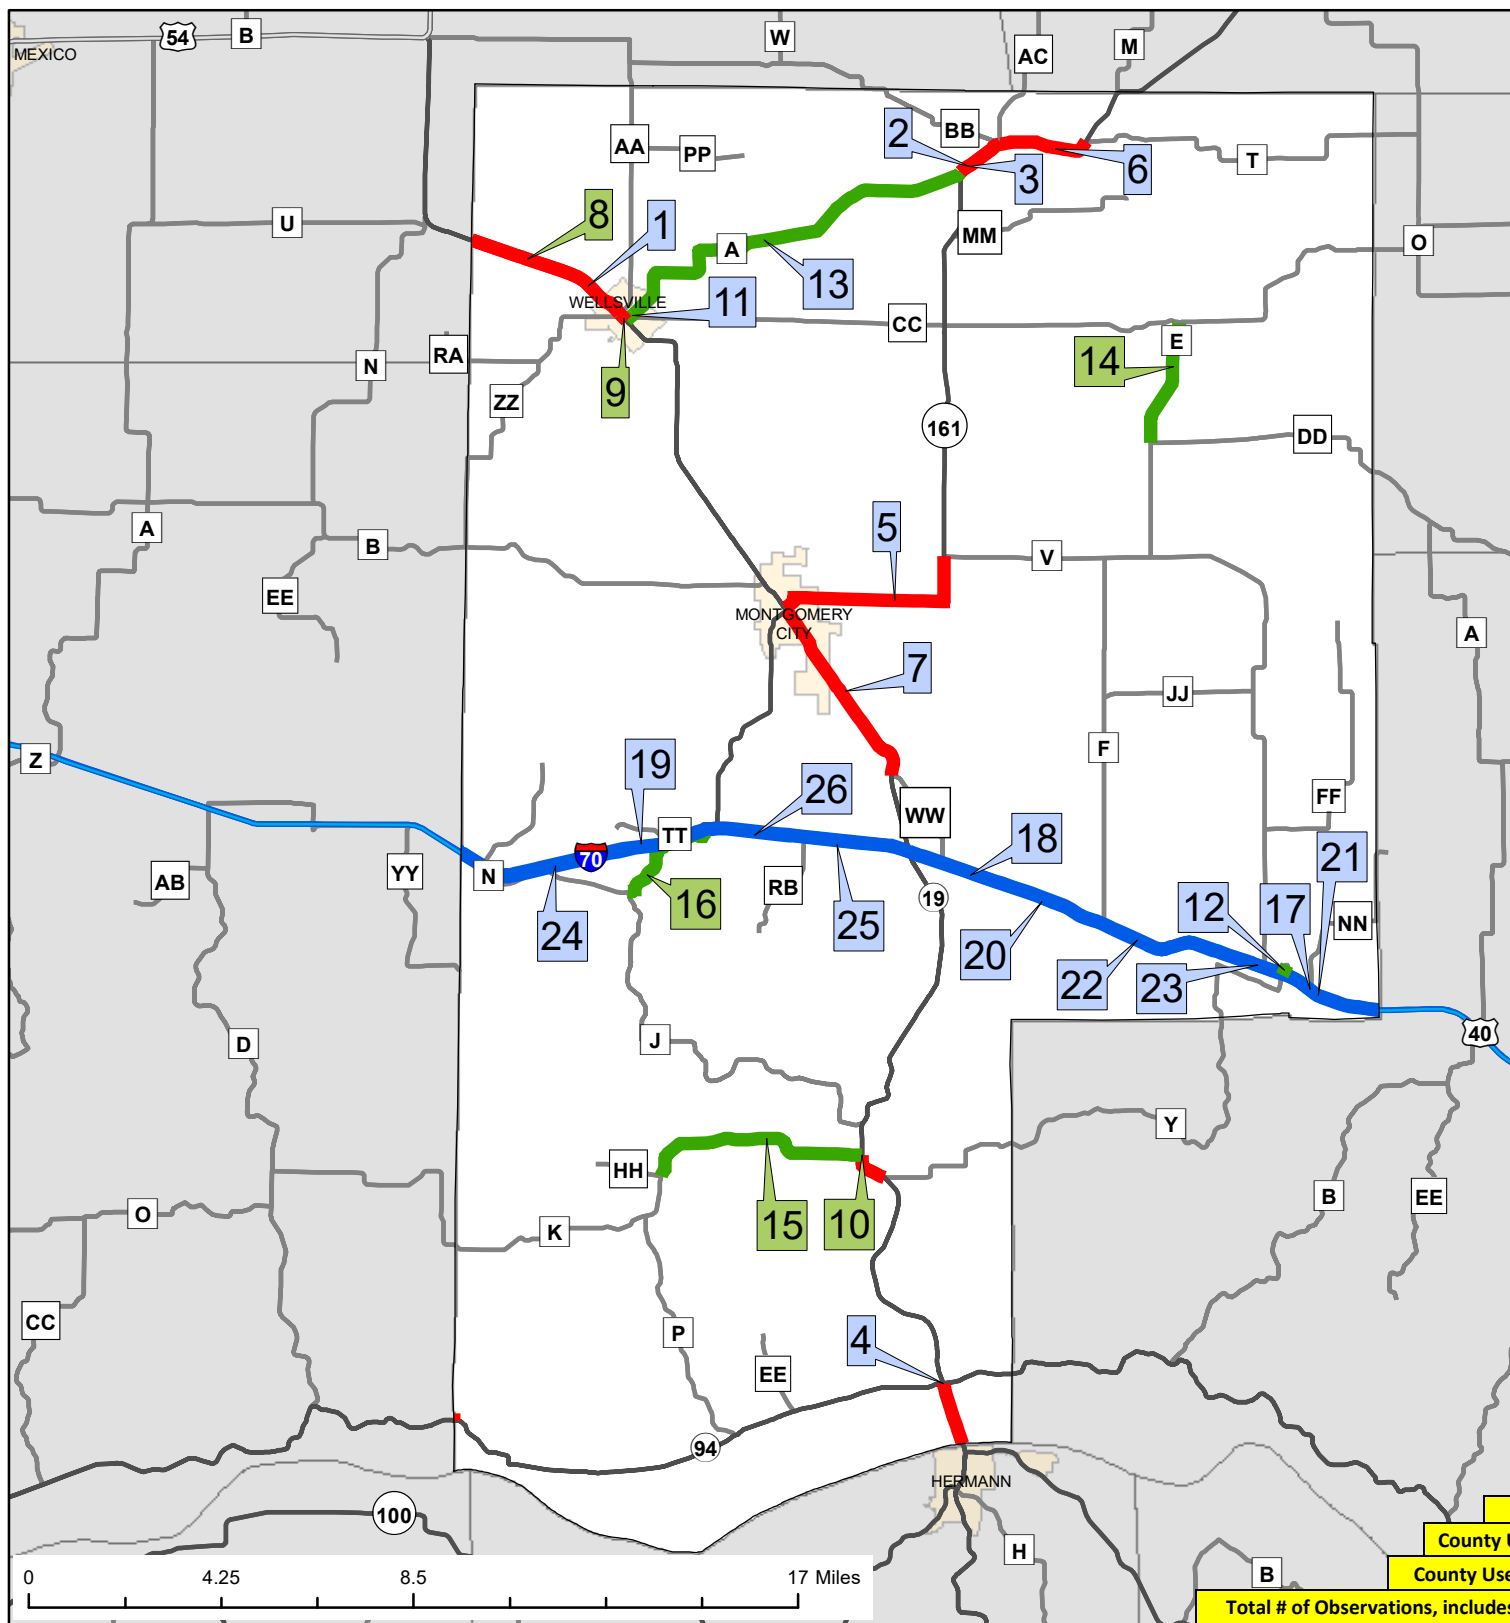 54
B
W
AC
M
MEXICO
2
BB
3
6
T
AA
PP
8
1
U
MM
O
A
13
WELLSVILLE
11
CC
E
14
RA
N
9
ZZ
161
DD
5
A
B
V
EE
MONTGOMERY
CITY
A
7
JJ
F
Z
19
26
FF
WW
TT
18
21
70
N
YY
AB
16
RB
19
12
17
NN
24
25
20
22
23
40
D
J
Y
HH
15
10
B
EE
O
K
CC
P
4
EE
94
HERMANN
100
H
B
County U
County Use
Total # of Observations, includes
0
4.25
8.5
17 Miles